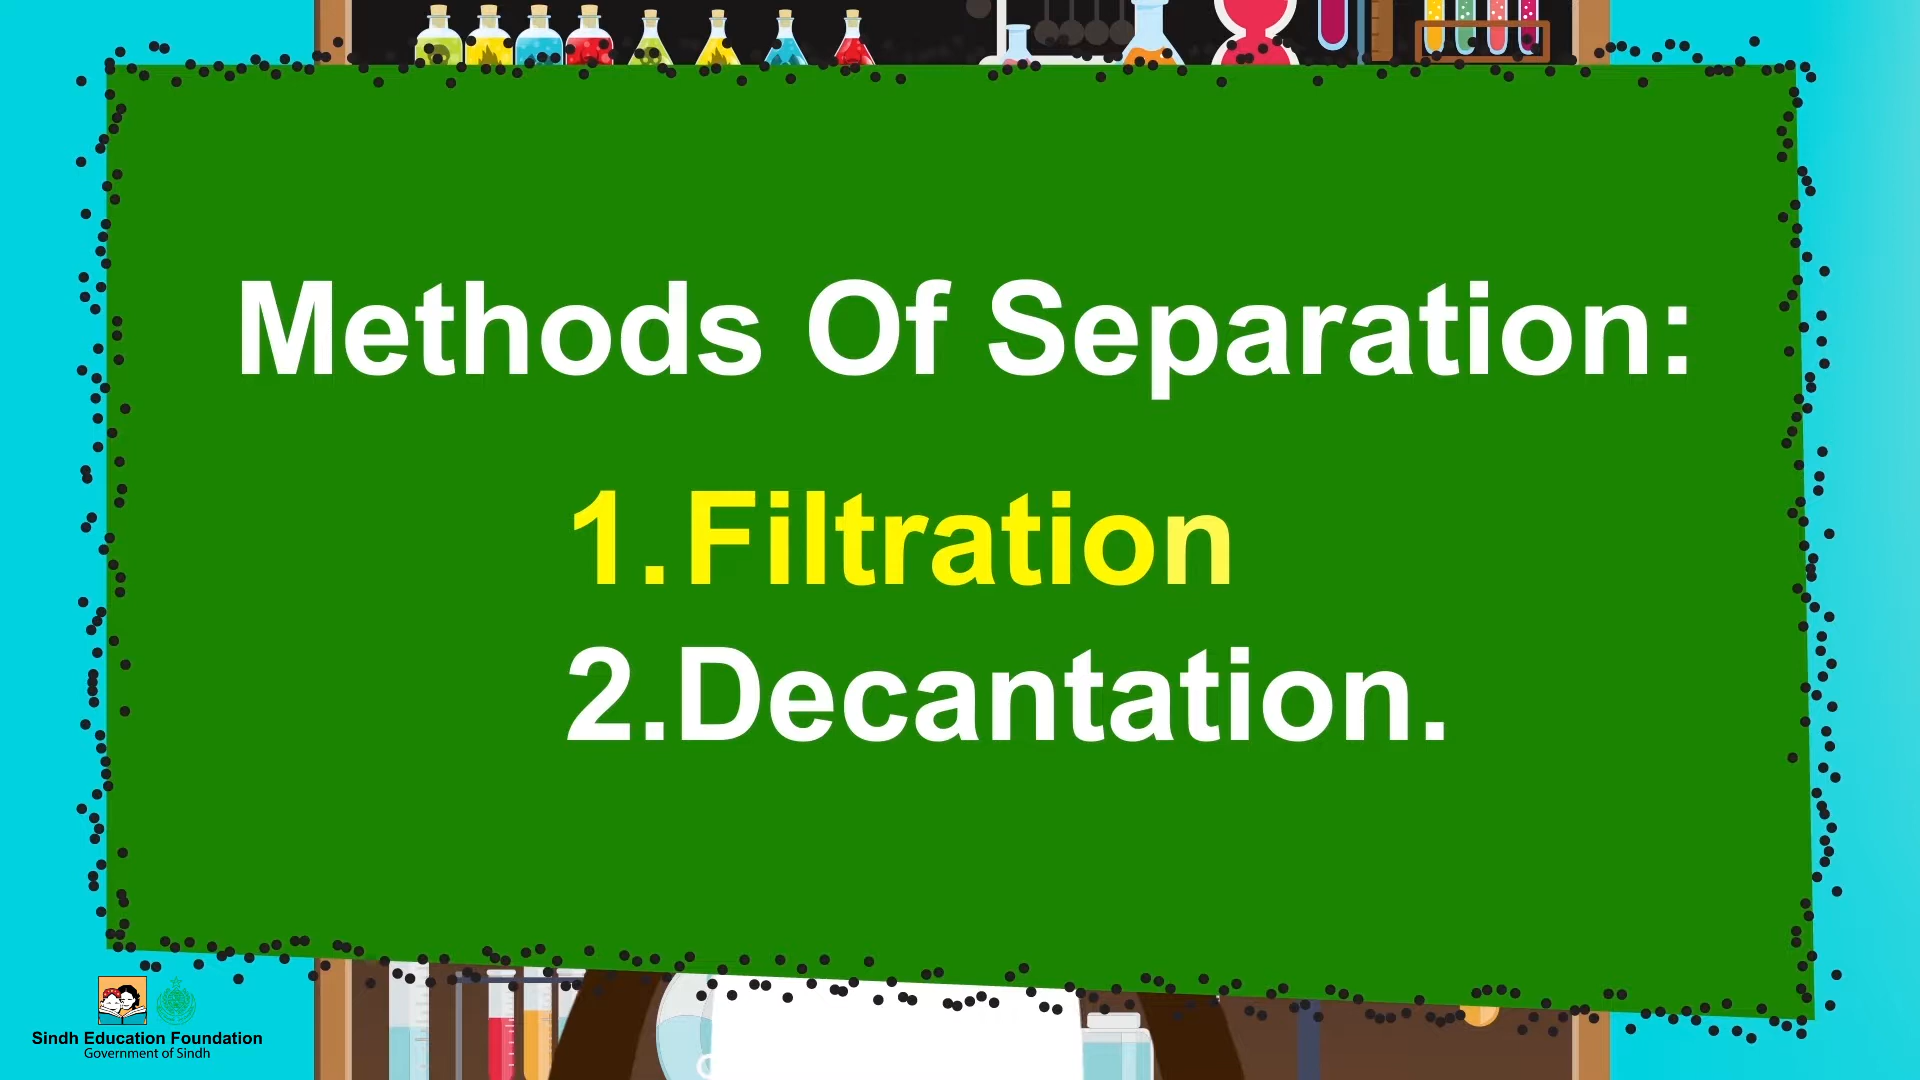 Methods Of Separation:
1.Filtration
2.Decantation.
Sindh Education Foundation
Government of Sindh